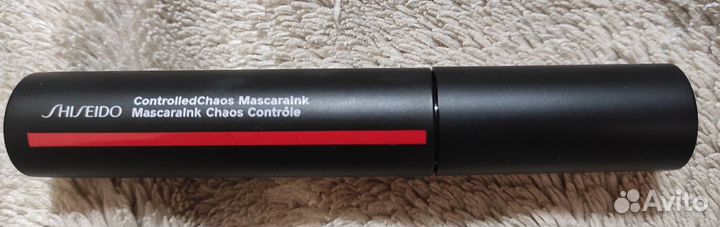 SHISEIDO
ControlledChaos MascaraInk
MascaraInk Chaos Contrôle
Avito